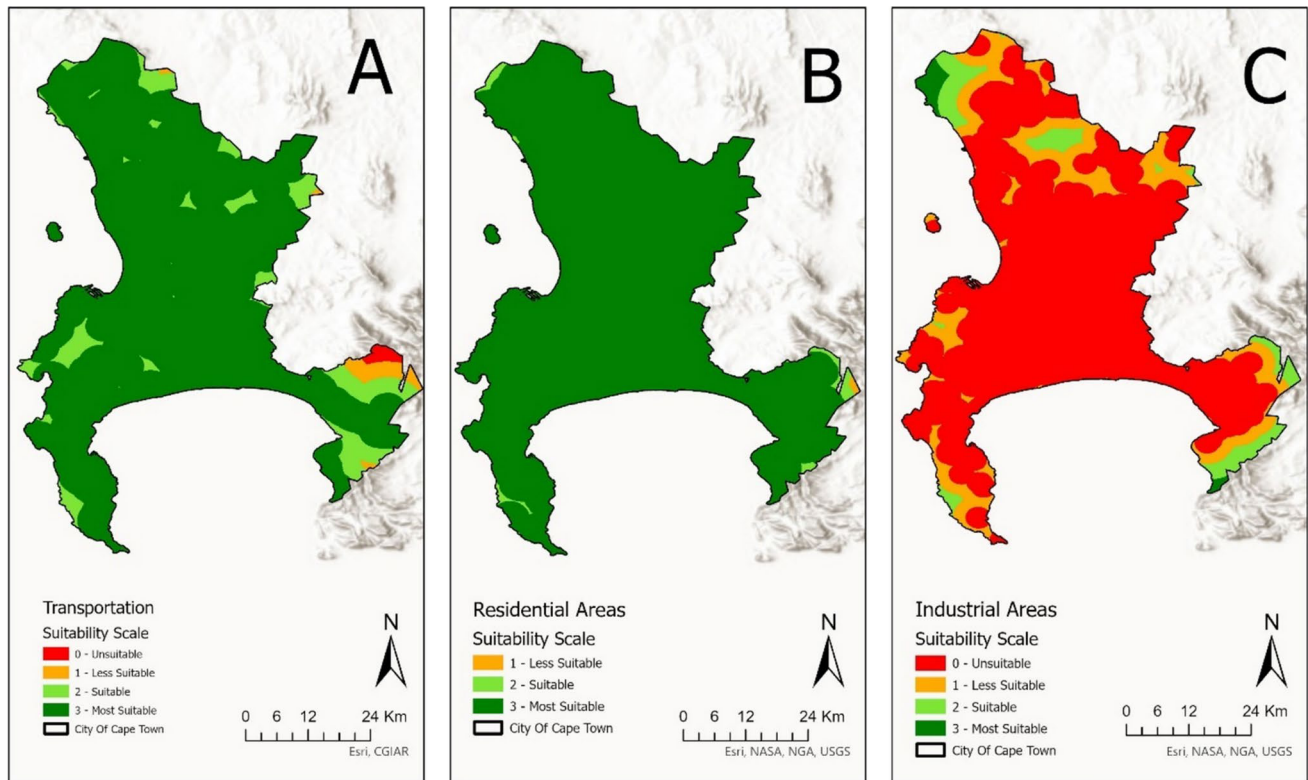 A
Transportation
Suitability Scale
0 - Unsuitable
1 - Less Suitable
2 - Suitable
3 - Most Suitable
City Of Cape Town
N
0 6 12 24 Km
Esri, CGIAR
B
Residential Areas
Suitability Scale
1 - Less Suitable
2 - Suitable
3 - Most Suitable
City Of Cape Town
N
0 6 12 24 Km
Esri, NASA, NGA, USGS
C
Industrial Areas
Suitability Scale
0 - Unsuitable
1 - Less Suitable
2 - Suitable
3 - Most Suitable
City Of Cape Town
N
0 6 12 24 Km
Esri, NASA, NGA, USGS